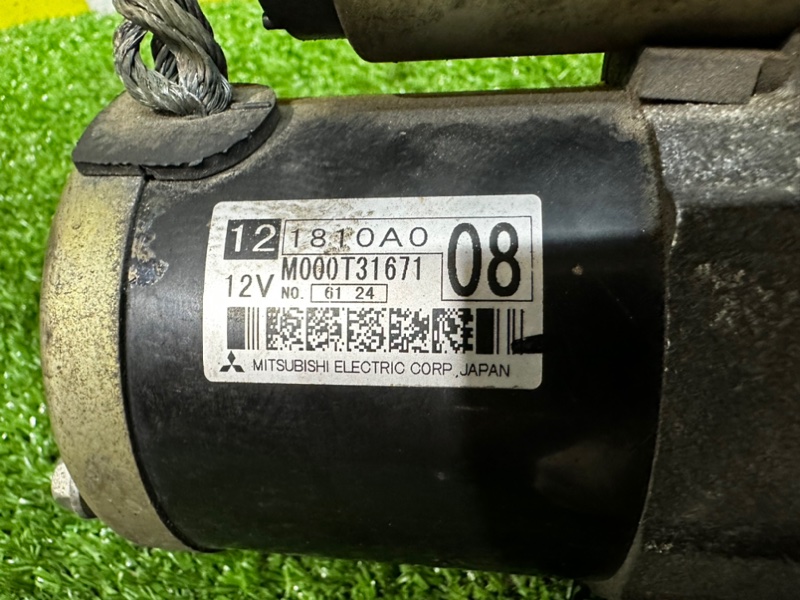 12 1810A0 08
M000T31671
12V NO. 61 24
MITSUBISHI ELECTRIC CORP. JAPAN